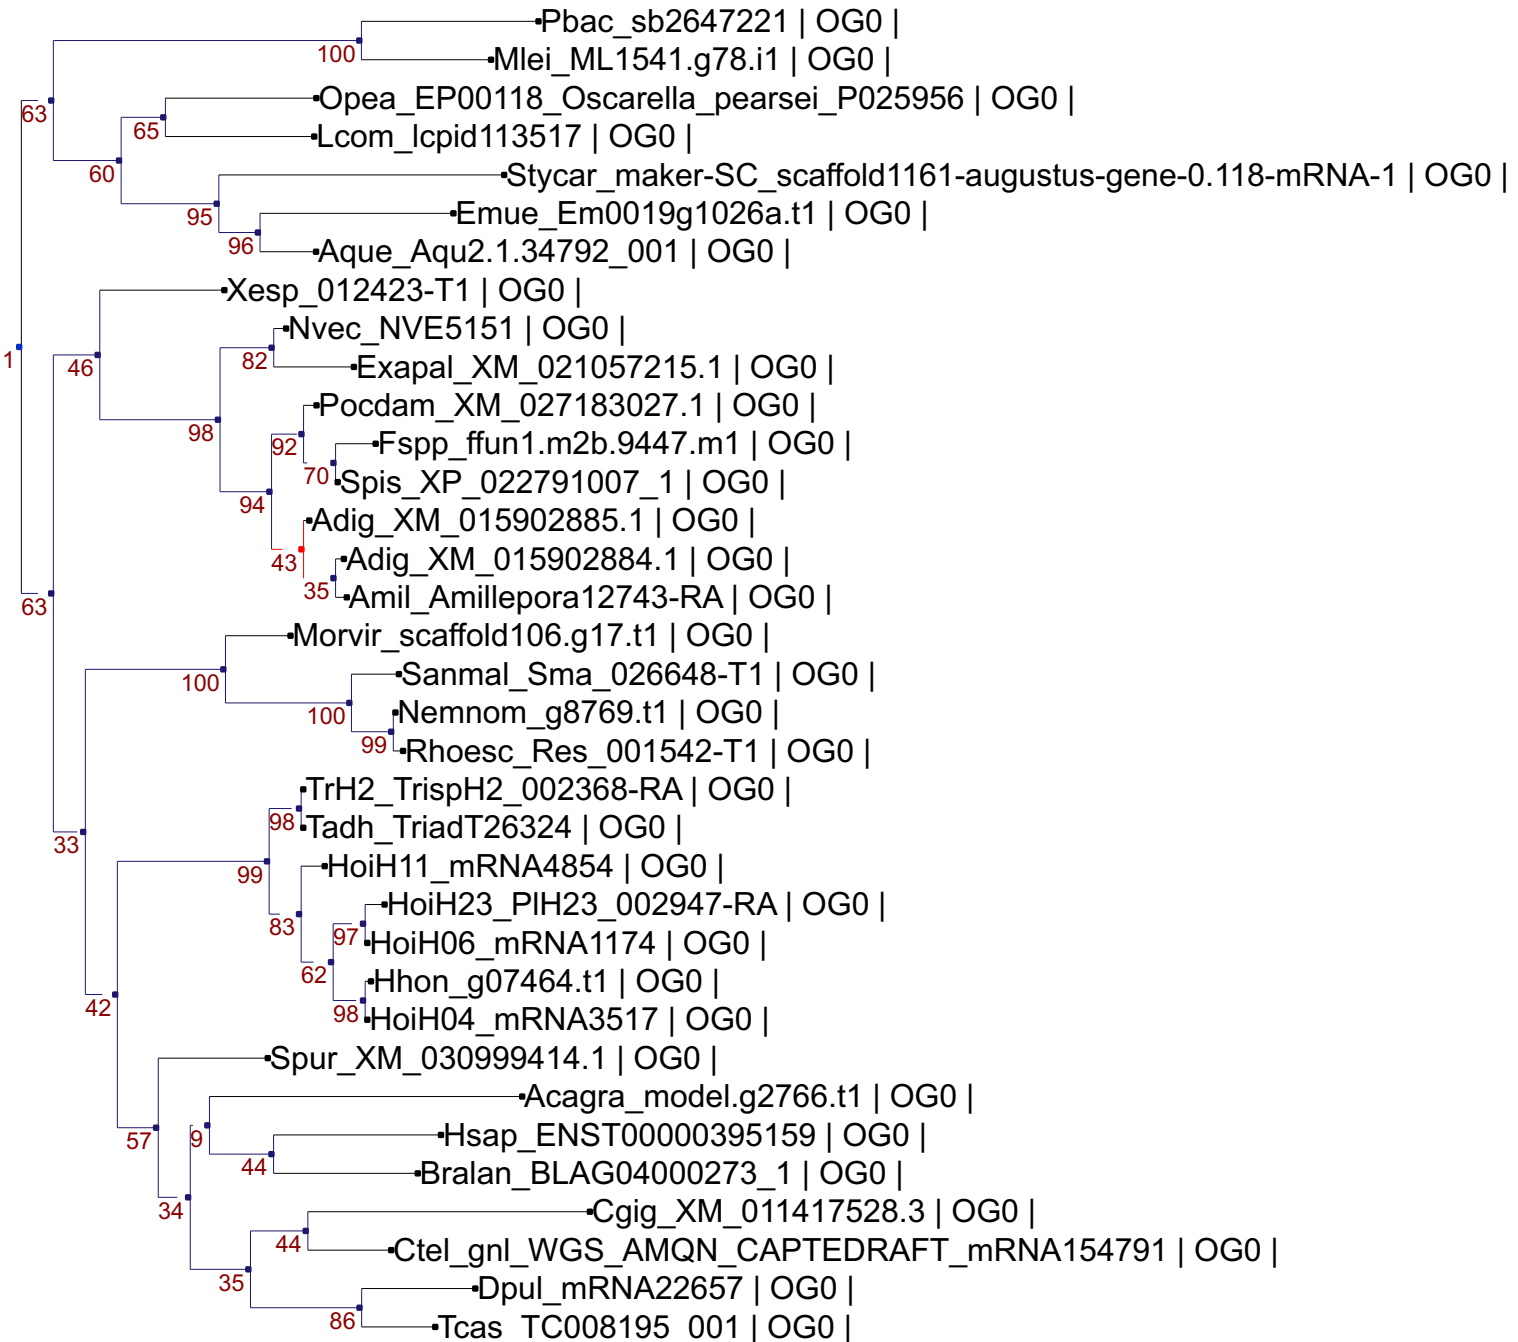 Pbac_sb2647221 | OG0 |
100
Mlei_ML1541.g78.i1 | OG0 |
Opea_EP00118_Oscarella_pearsei_P025956 | OG0 |
63
65
Lcom_lcpid113517 | OG0 |
60
Stycar_maker-SC_scaffold1161-augustus-gene-0.118-mRNA-1 | OG0 |
95
Emue_Em0019g1026a.t1 | OG0 |
96
Aque_Aqu2.1.34792_001 | OG0 |
Xesp_012423-T1 | OG0 |
Nvec_NVE5151 | OG0 |
1
46
82
Exapal_XM_021057215.1 | OG0 |
Pocdam_XM_027183027.1 | OG0 |
98
92
Fspp_ffun1.m2b.9447.m1 | OG0 |
70
Spis_XP_022791007_1 | OG0 |
94
Adig_XM_015902885.1 | OG0 |
43
Adig_XM_015902884.1 | OG0 |
35
Amil_Amillepora12743-RA | OG0 |
63
Morvir_scaffold106.g17.t1 | OG0 |
100
Sanmal_Sma_026648-T1 | OG0 |
100
Nemnom_g8769.t1 | OG0 |
99
Rhoesc_Res_001542-T1 | OG0 |
TrH2_TrispH2_002368-RA | OG0 |
98
Tadh_TriadT26324 | OG0 |
33
99
HoiH11_mRNA4854 | OG0 |
HoiH23_PlH23_002947-RA | OG0 |
83
97
HoiH06_mRNA1174 | OG0 |
62
Hhon_g07464.t1 | OG0 |
42
98
HoiH04_mRNA3517 | OG0 |
Spur_XM_030999414.1 | OG0 |
Acagra_model.g2766.t1 | OG0 |
57
9
Hsap_ENST00000395159 | OG0 |
44
Bralan_BLAG04000273_1 | OG0 |
34
Cgig_XM_011417528.3 | OG0 |
44
Ctel_gnl_WGS_AMQN_CAPTEDRAFT_mRNA154791 | OG0 |
35
Dpul_mRNA22657 | OG0 |
86
Tcas_TC008195_001 | OG0 |